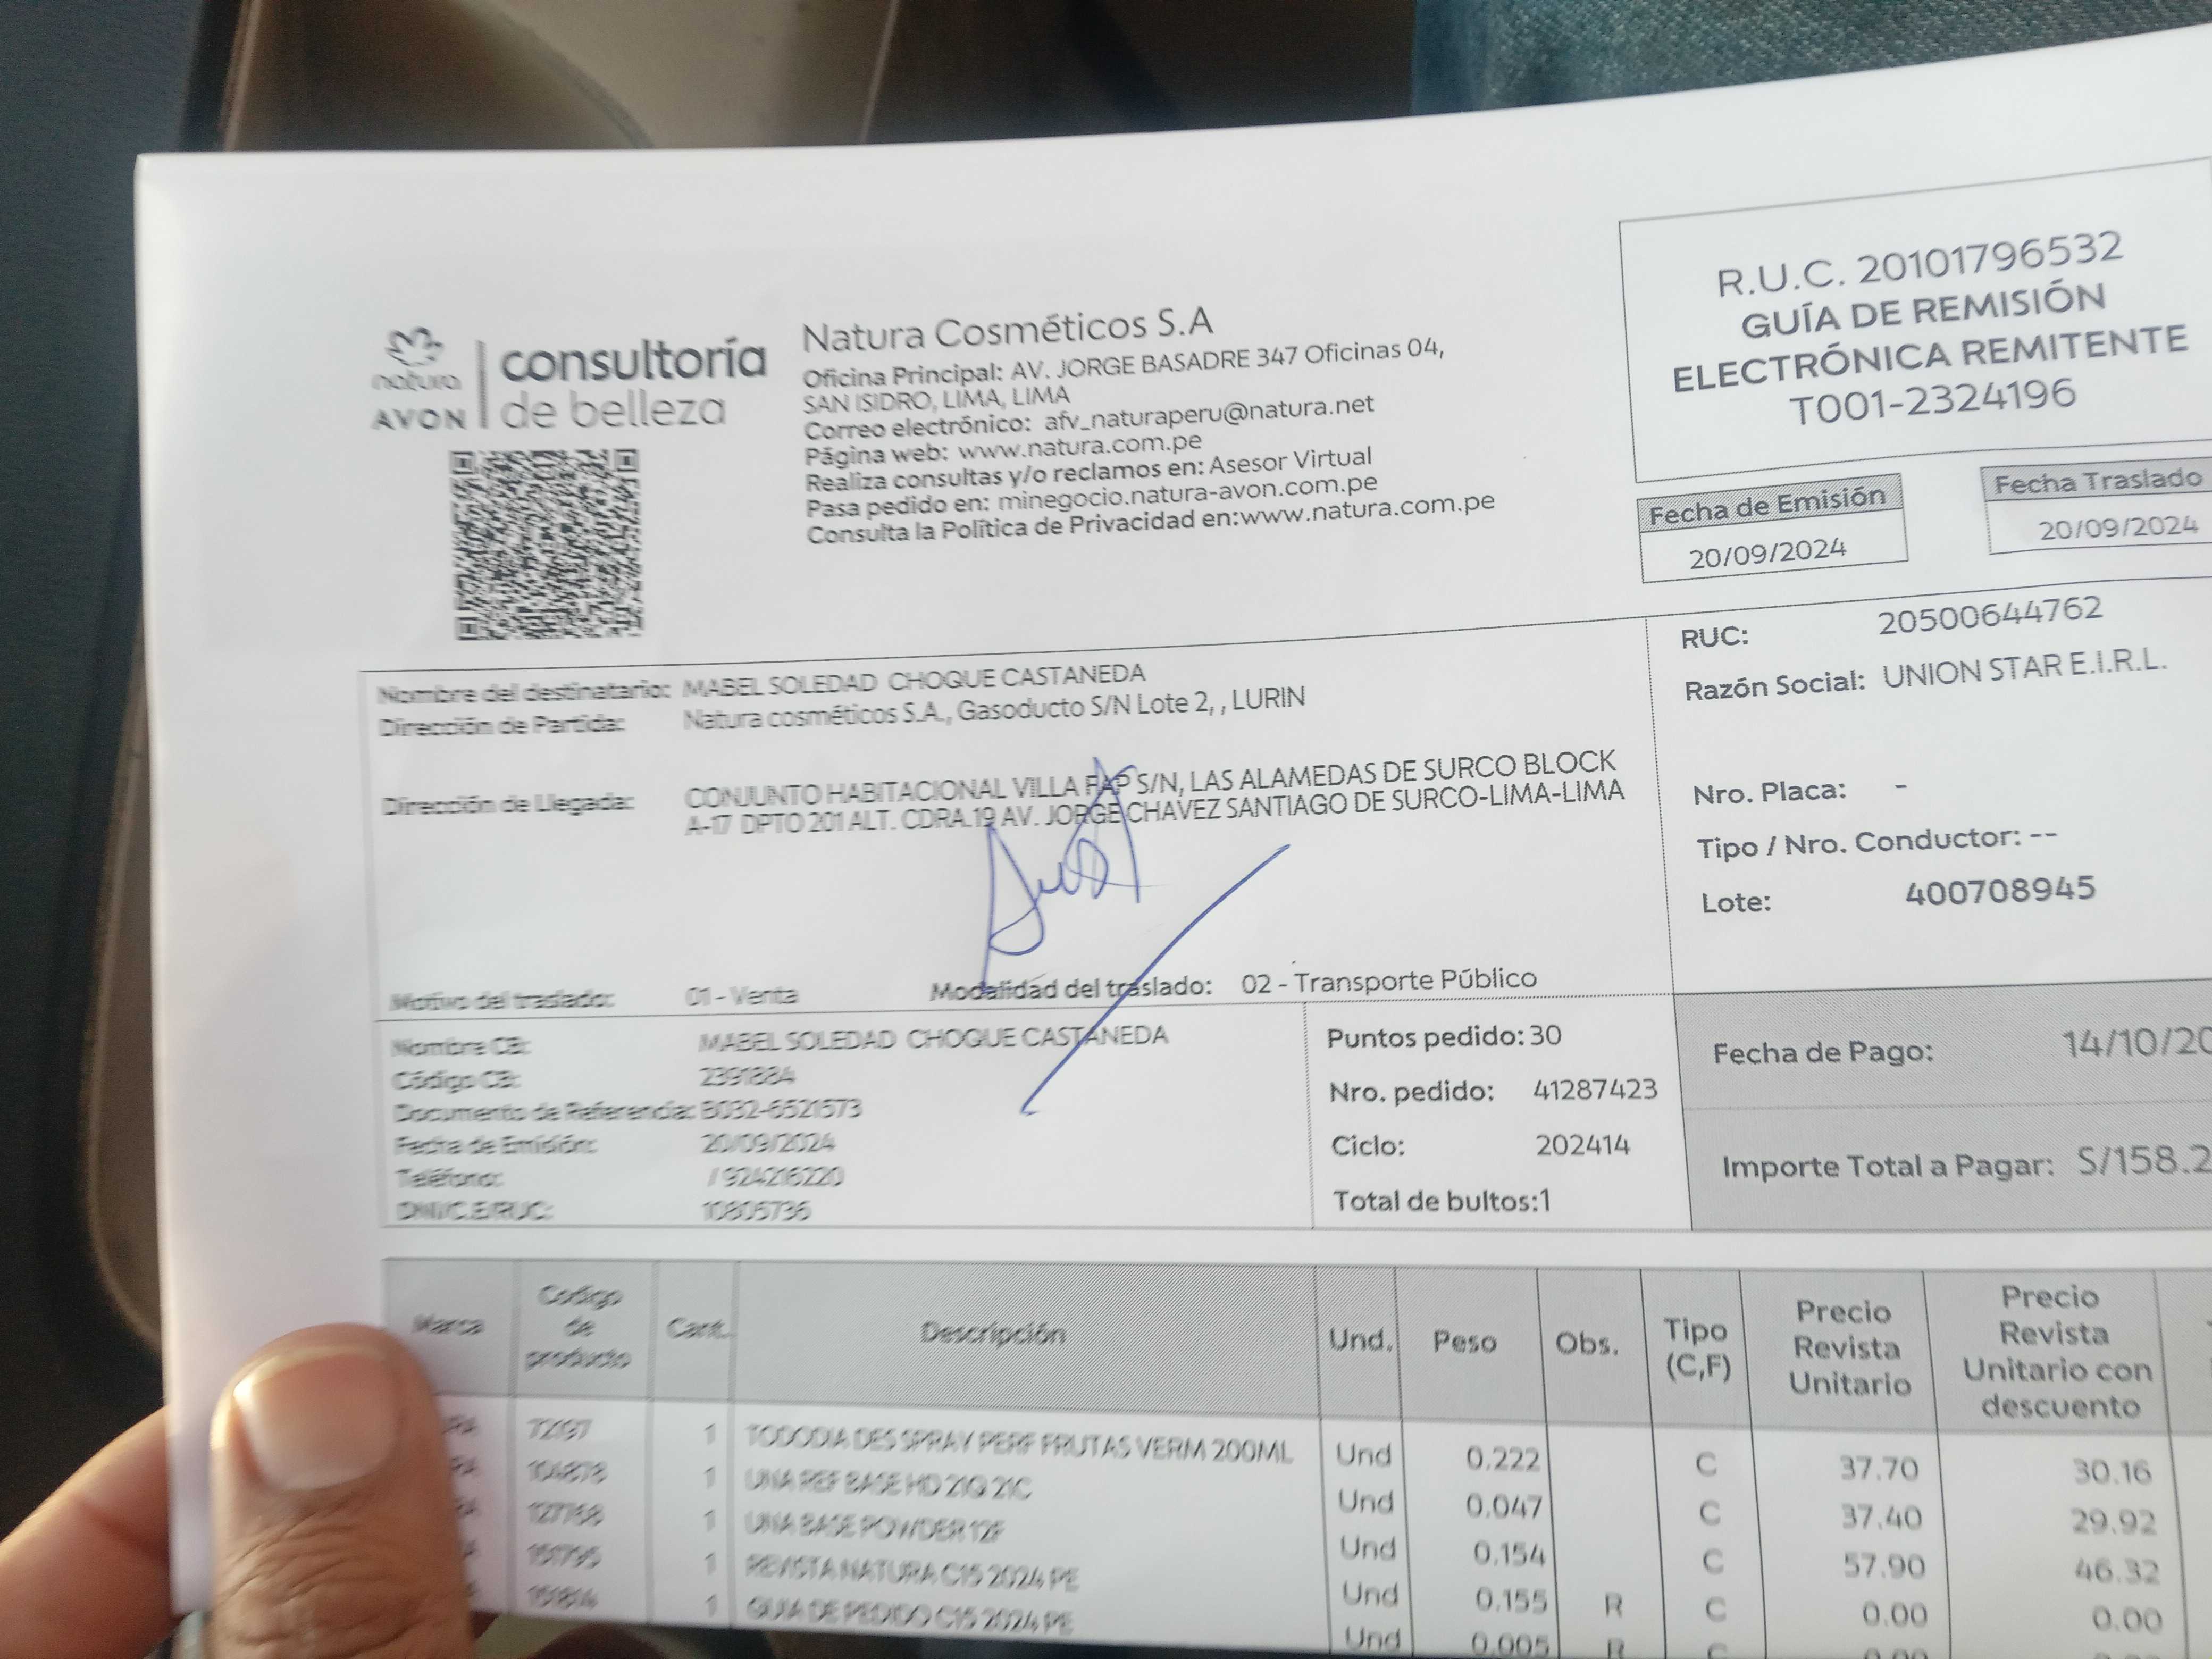 natura
AVON
consultoría
de belleza
Natura Cosméticos S.A
Oficina Principal: AV. JORGE BASADRE 347 Oficinas 04,
SAN ISIDRO, LIMA, LIMA
Correo electrónico: afv_naturaperu@natura.net
Página web: www.natura.com.pe
Realiza consultas y/o reclamos en: Asesor Virtual
Pasa pedido en: minegocio.natura-avon.com.pe
Consulta la Política de Privacidad en:www.natura.com.pe
R.U.C. 20101796532
GUÍA DE REMISIÓN
ELECTRÓNICA REMITENTE
T001-2324196
Fecha de Emisión
20/09/2024
Fecha Traslado
20/09/2024
Nombre del destinatario: MABEL SOLEDAD CHOQUE CASTANEDA
Dirección de Partida: Natura cosméticos S.A., Gasoducto S/N Lote 2, , LURIN
Dirección de Llegada: CONJUNTO HABITACIONAL VILLA FAP S/N, LAS ALAMEDAS DE SURCO BLOCK
A-17 DPTO 201 ALT. CDRA.19 AV. JORGE CHAVEZ SANTIAGO DE SURCO-LIMA-LIMA
Motivo del traslado: 01 - Venta Modalidad del traslado: 02 - Transporte Público
RUC: 20500644762
Razón Social: UNION STAR E.I.R.L.
Nro. Placa: -
Tipo / Nro. Conductor: --
Lote: 400708945
Nombre CB: MABEL SOLEDAD CHOQUE CASTANEDA
Código CB: 2391884
Documento de Referencia: B032-6521573
Fecha de Emisión: 20/09/2024
Teléfono: / 924216220
DNI/C.E/RUC: 10805736
Puntos pedido: 30
Nro. pedido: 41287423
Ciclo: 202414
Total de bultos:1
Fecha de Pago: 14/10/20
Importe Total a Pagar: S/158.2
Marca Codigo de producto Cant. Descripción Und. Peso Obs. Tipo (C,F) Precio Revista Unitario Precio Revista Unitario con descuento
72197 1 TODODIA DES SPRAY PERF FRUTAS VERM 200ML Und 0.222 C 37.70 30.16
104878 1 UNA REF BASE HD 21Q 21C Und 0.047 C 37.40 29.92
127768 1 UNA BASE POWDER 12F Und 0.154 C 57.90 46.32
151795 1 REVISTA NATURA C15 2024 PE Und 0.155 R C 0.00 0.00
1 GUIA DE PEDIDO C15 2024 PE Und 0.005 R C